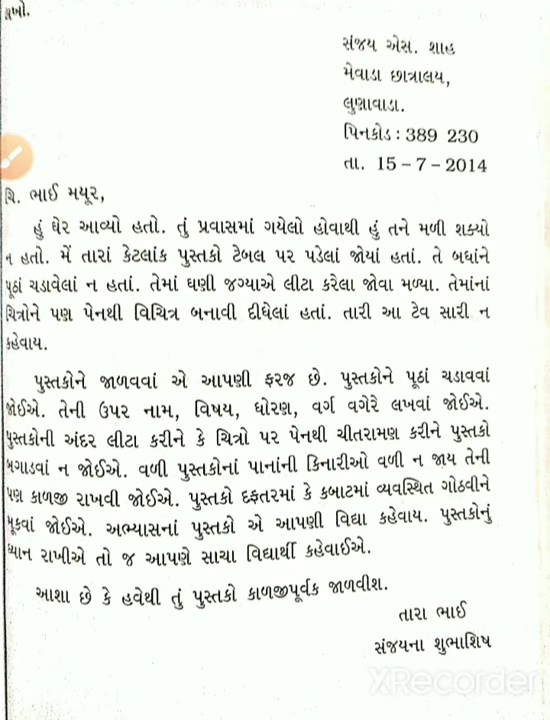 લખો.
સંજય એસ. શાહ
મેવાડા છાત્રાલય,
લુણાવાડા.
પિનકોડ : 389 230
તા. 15 – 7 – 2014
ચિ. ભાઈ મયૂર,
હું ઘેર આવ્યો હતો. તું પ્રવાસમાં ગયેલો હોવાથી હું તને મળી શક્યો
ન હતો. મેં તારાં કેટલાંક પુસ્તકો ટેબલ પર પડેલાં જોયાં હતાં. તે બધાંને
પૂઠાં ચડાવેલાં ન હતાં. તેમાં ઘણી જગ્યાએ લીટા કરેલા જોવા મળ્યા. તેમાંનાં
ચિત્રોને પણ પેનથી વિચિત્ર બનાવી દીધેલાં હતાં. તારી આ ટેવ સારી ન
કહેવાય.
પુસ્તકોને જાળવવાં એ આપણી ફરજ છે. પુસ્તકોને પૂઠાં ચડાવવાં
જોઈએ. તેની ઉપર નામ, વિષય, ધોરણ, વર્ગ વગેરે લખવાં જોઈએ.
પુસ્તકોની અંદર લીટા કરીને કે ચિત્રો પર પેનથી ચીતરામણ કરીને પુસ્તકો
બગાડવાં ન જોઈએ. વળી પુસ્તકોનાં પાનાંની કિનારીઓ વળી ન જાય તેની
પણ કાળજી રાખવી જોઈએ. પુસ્તકો દફતરમાં કે કબાટમાં વ્યવસ્થિત ગોઠવીને
મૂકવાં જોઈએ. અભ્યાસનાં પુસ્તકો એ આપણી વિદ્યા કહેવાય. પુસ્તકોનું
ધ્યાન રાખીએ તો જ આપણે સાચા વિદ્યાર્થી કહેવાઈએ.
આશા છે કે હવેથી તું પુસ્તકો કાળજીપૂર્વક જાળવીશ.
તારા ભાઈ
સંજયના શુભાશિષ
XRecorder